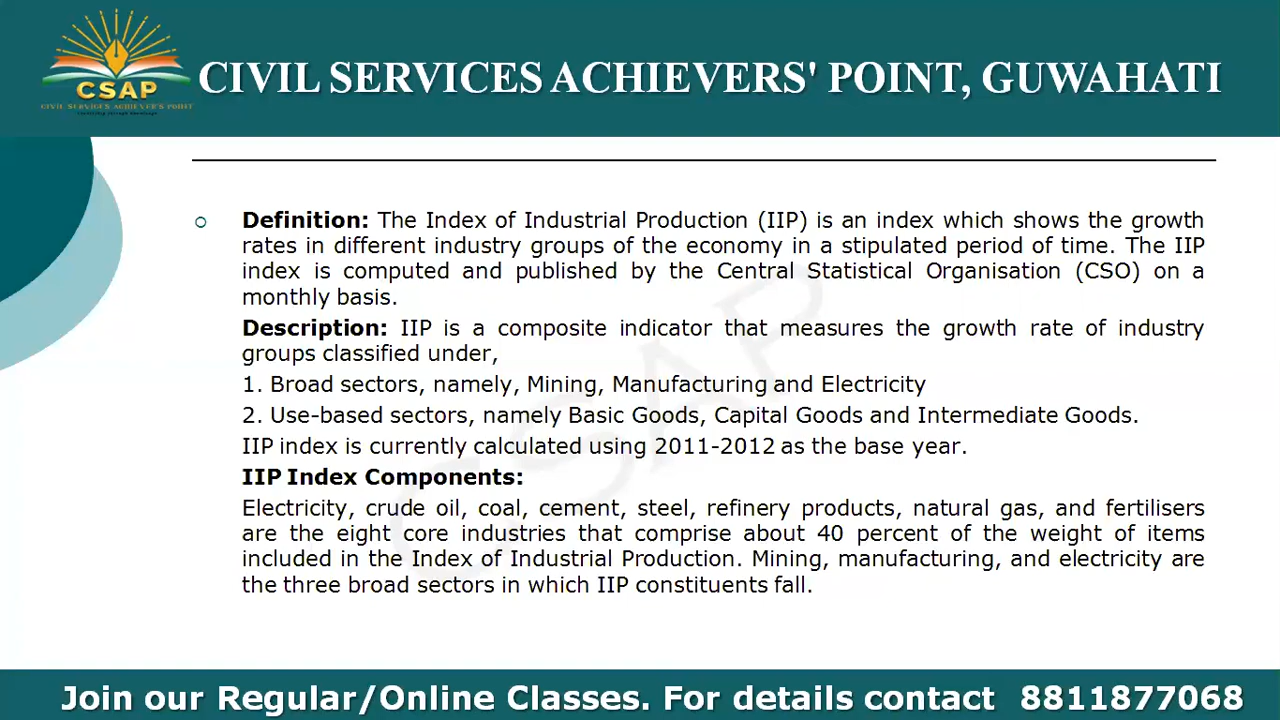 CSAP
CIVIL SERVICES ACHIEVER'S POINT
CIVIL SERVICES ACHIEVERS' POINT, GUWAHATI
Definition: The Index of Industrial Production (IIP) is an index which shows the growth
rates in different industry groups of the economy in a stipulated period of time. The IIP
index is computed and published by the Central Statistical Organisation (CSO) on a
monthly basis.
Description: IIP is a composite indicator that measures the growth rate of industry
groups classified under,
1. Broad sectors, namely, Mining, Manufacturing and Electricity
2. Use-based sectors, namely Basic Goods, Capital Goods and Intermediate Goods.
IIP index is currently calculated using 2011-2012 as the base year.
IIP Index Components:
Electricity, crude oil, coal, cement, steel, refinery products, natural gas, and fertilisers
are the eight core industries that comprise about 40 percent of the weight of items
included in the Index of Industrial Production. Mining, manufacturing, and electricity are
the three broad sectors in which IIP constituents fall.
CSAP
Join our Regular/Online Classes. For details contact 8811877068